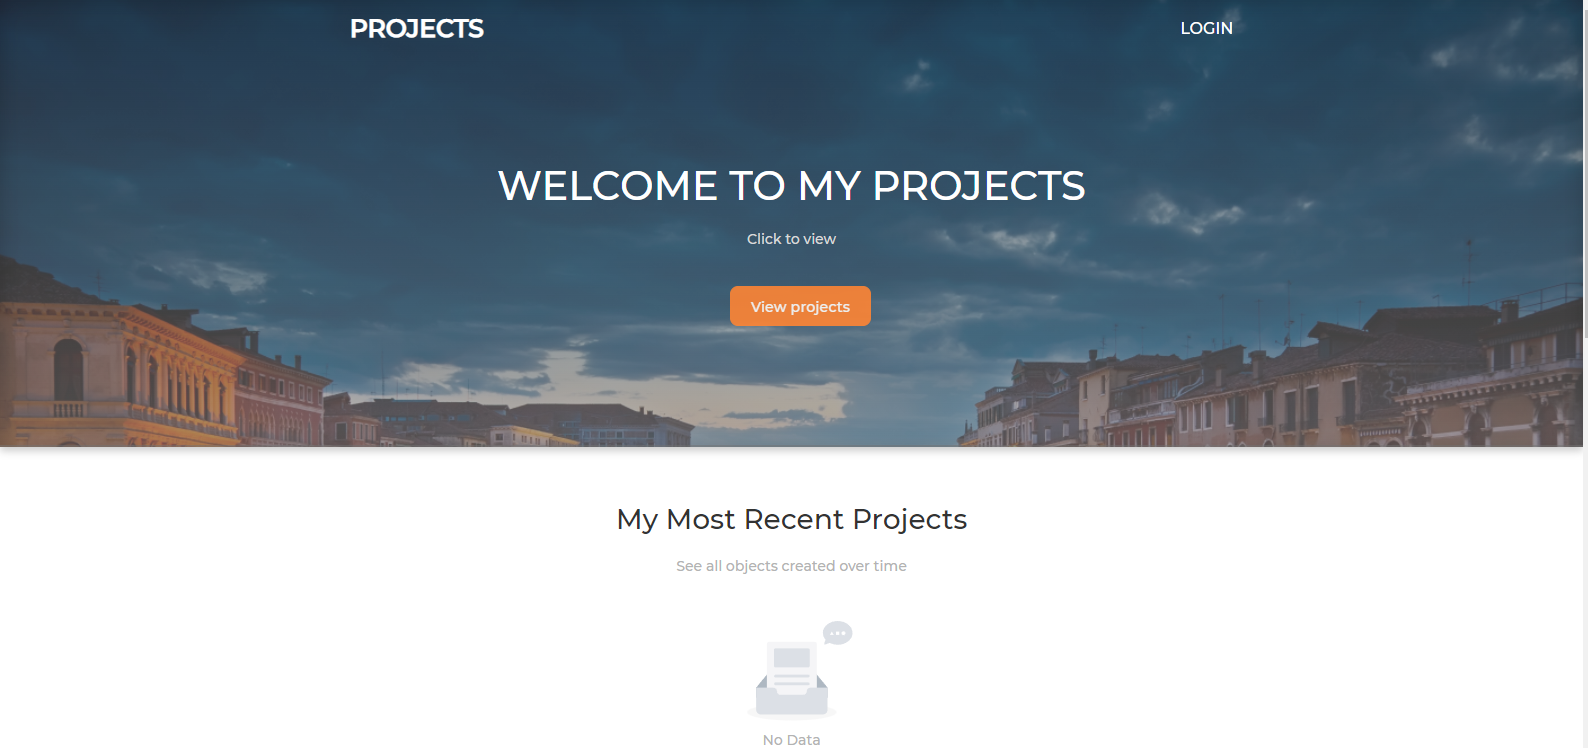 PROJECTS
LOGIN
WELCOME TO MY PROJECTS
Click to view
View projects
My Most Recent Projects
See all objects created over time
No Data